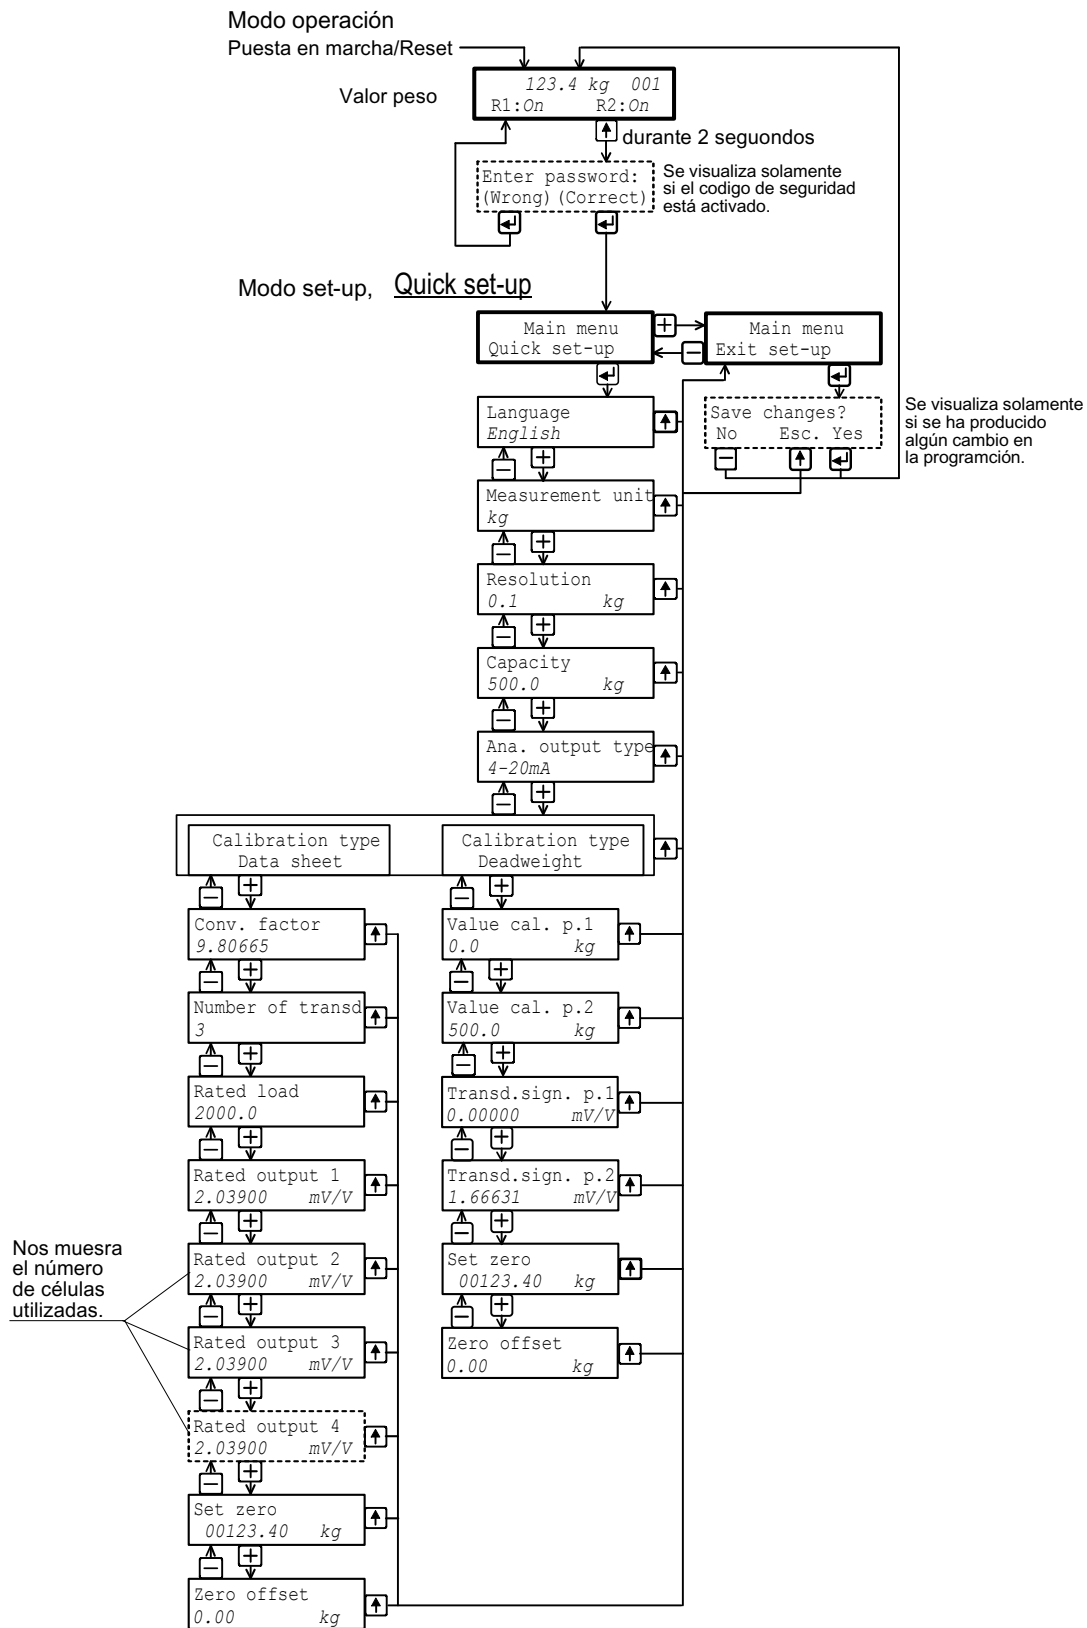 Modo operación
Puesta en marcha/Reset
123.4 kg 001
R1:On R2:On
Valor peso
durante 2 seguondos
Enter password:
(Wrong) (Correct)
Se visualiza solamente
si el codigo de seguridad
está activado.
Modo set-up, Quick set-up
Main menu
Quick set-up
+
−
Main menu
Exit set-up
Save changes?
No Esc. Yes
−
Se visualiza solamente
si se ha producido
algún cambio en
la programción.
Language
English
− +
Measurement unit
kg
− +
Resolution
0.1 kg
− +
Capacity
500.0 kg
− +
Ana. output type
4-20mA
− +
Calibration type
Data sheet
− +
Conv. factor
9.80665
− +
Number of transd
3
− +
Rated load
2000.0
− +
Rated output 1
2.03900 mV/V
− +
Rated output 2
2.03900 mV/V
− +
Rated output 3
2.03900 mV/V
− +
Rated output 4
2.03900 mV/V
− +
Set zero
00123.40 kg
− +
Zero offset
0.00 kg
Nos muesra
el número
de células
utilizadas.
Calibration type
Deadweight
− +
Value cal. p.1
0.0 kg
− +
Value cal. p.2
500.0 kg
− +
Transd.sign. p.1
0.00000 mV/V
− +
Transd.sign. p.2
1.66631 mV/V
− +
Set zero
00123.40 kg
− +
Zero offset
0.00 kg